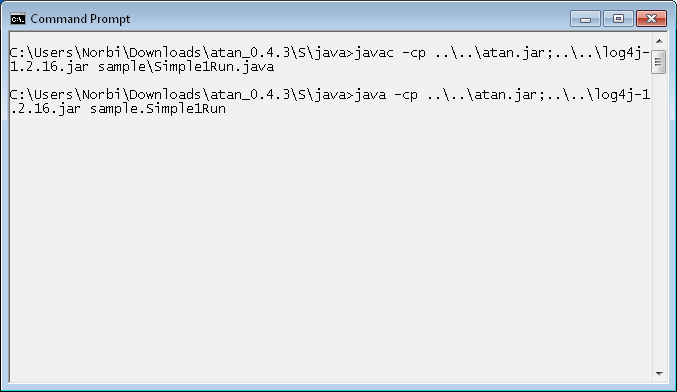 Command Prompt
C:\Users\Norbi\Downloads\atan_0.4.3\S\java>javac -cp ..\..\atan.jar;..\..\log4j-
1.2.16.jar sample\Simple1Run.java
C:\Users\Norbi\Downloads\atan_0.4.3\S\java>java -cp ..\..\atan.jar;..\..\log4j-1
.2.16.jar sample.Simple1Run